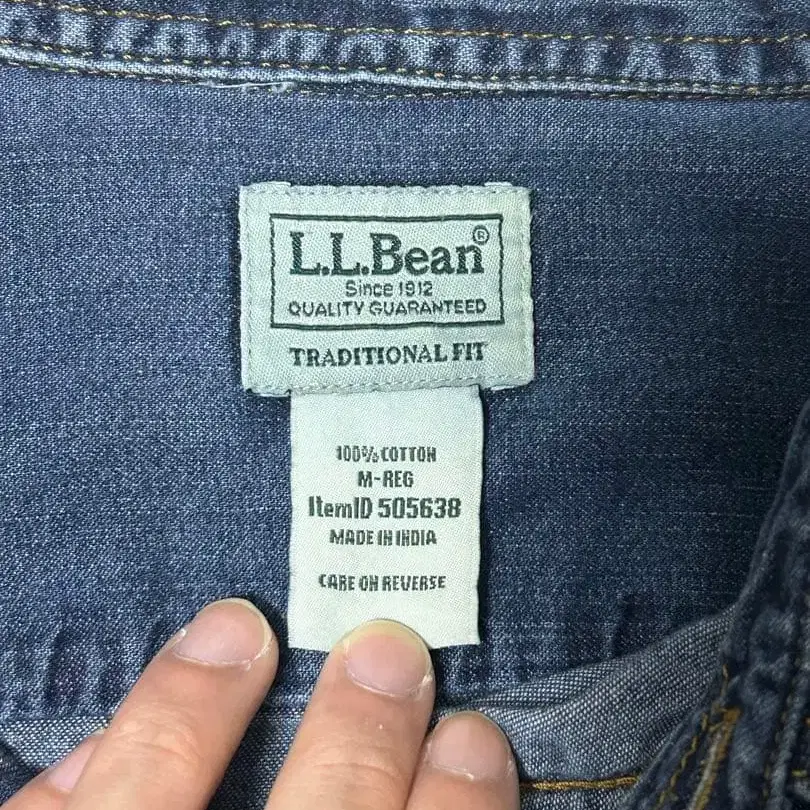 L.L.Bean®
Since 1912
QUALITY GUARANTEED
TRADITIONAL FIT
100% COTTON
M-REG
ItemID 505638
MADE IN INDIA
CARE ON REVERSE